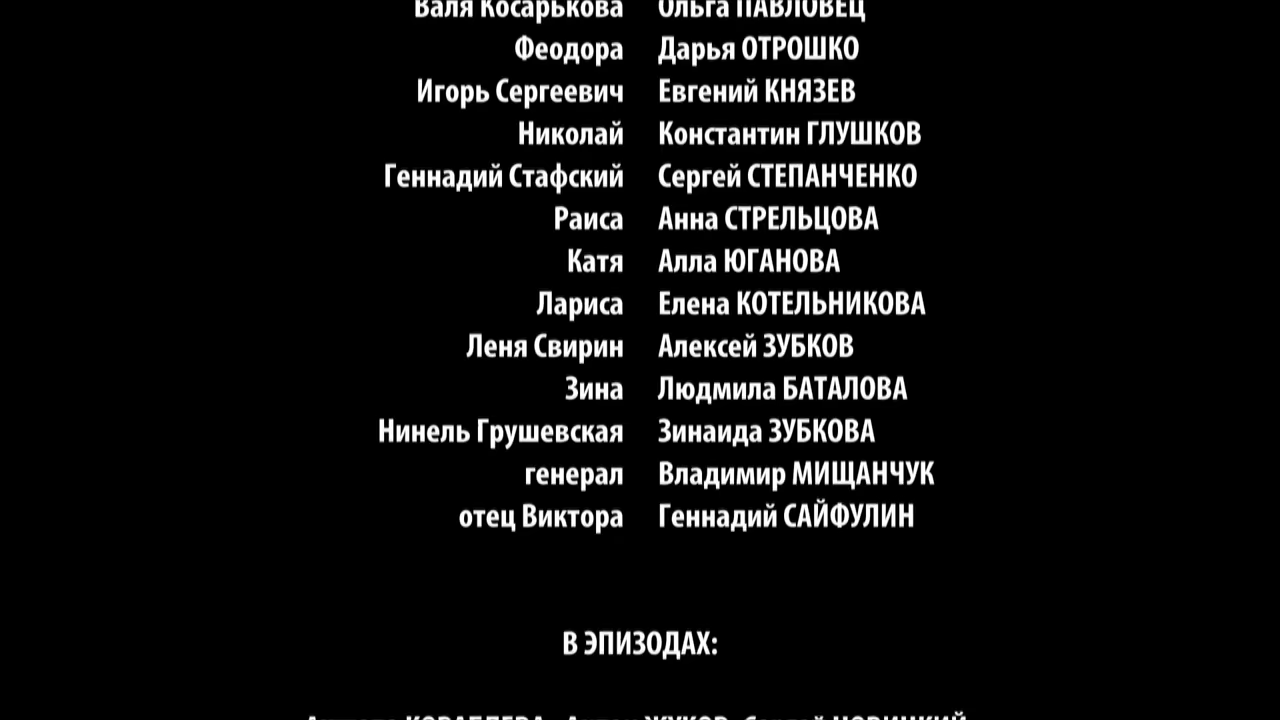 Валя Косарькова Ольга ПАВЛОВЕЦ
Феодора Дарья ОТРОШКО
Игорь Сергеевич Евгений КНЯЗЕВ
Николай Константин ГЛУШКОВ
Геннадий Стафский Сергей СТЕПАНЧЕНКО
Раиса Анна СТРЕЛЬЦОВА
Катя Алла ЮГАНОВА
Лариса Елена КОТЕЛЬНИКОВА
Леня Свирин Алексей ЗУБКОВ
Зина Людмила БАТАЛОВА
Нинель Грушевская Зинаида ЗУБКОВА
генерал Владимир МИЩАНЧУК
отец Виктора Геннадий САЙФУЛИН
В ЭПИЗОДАХ: